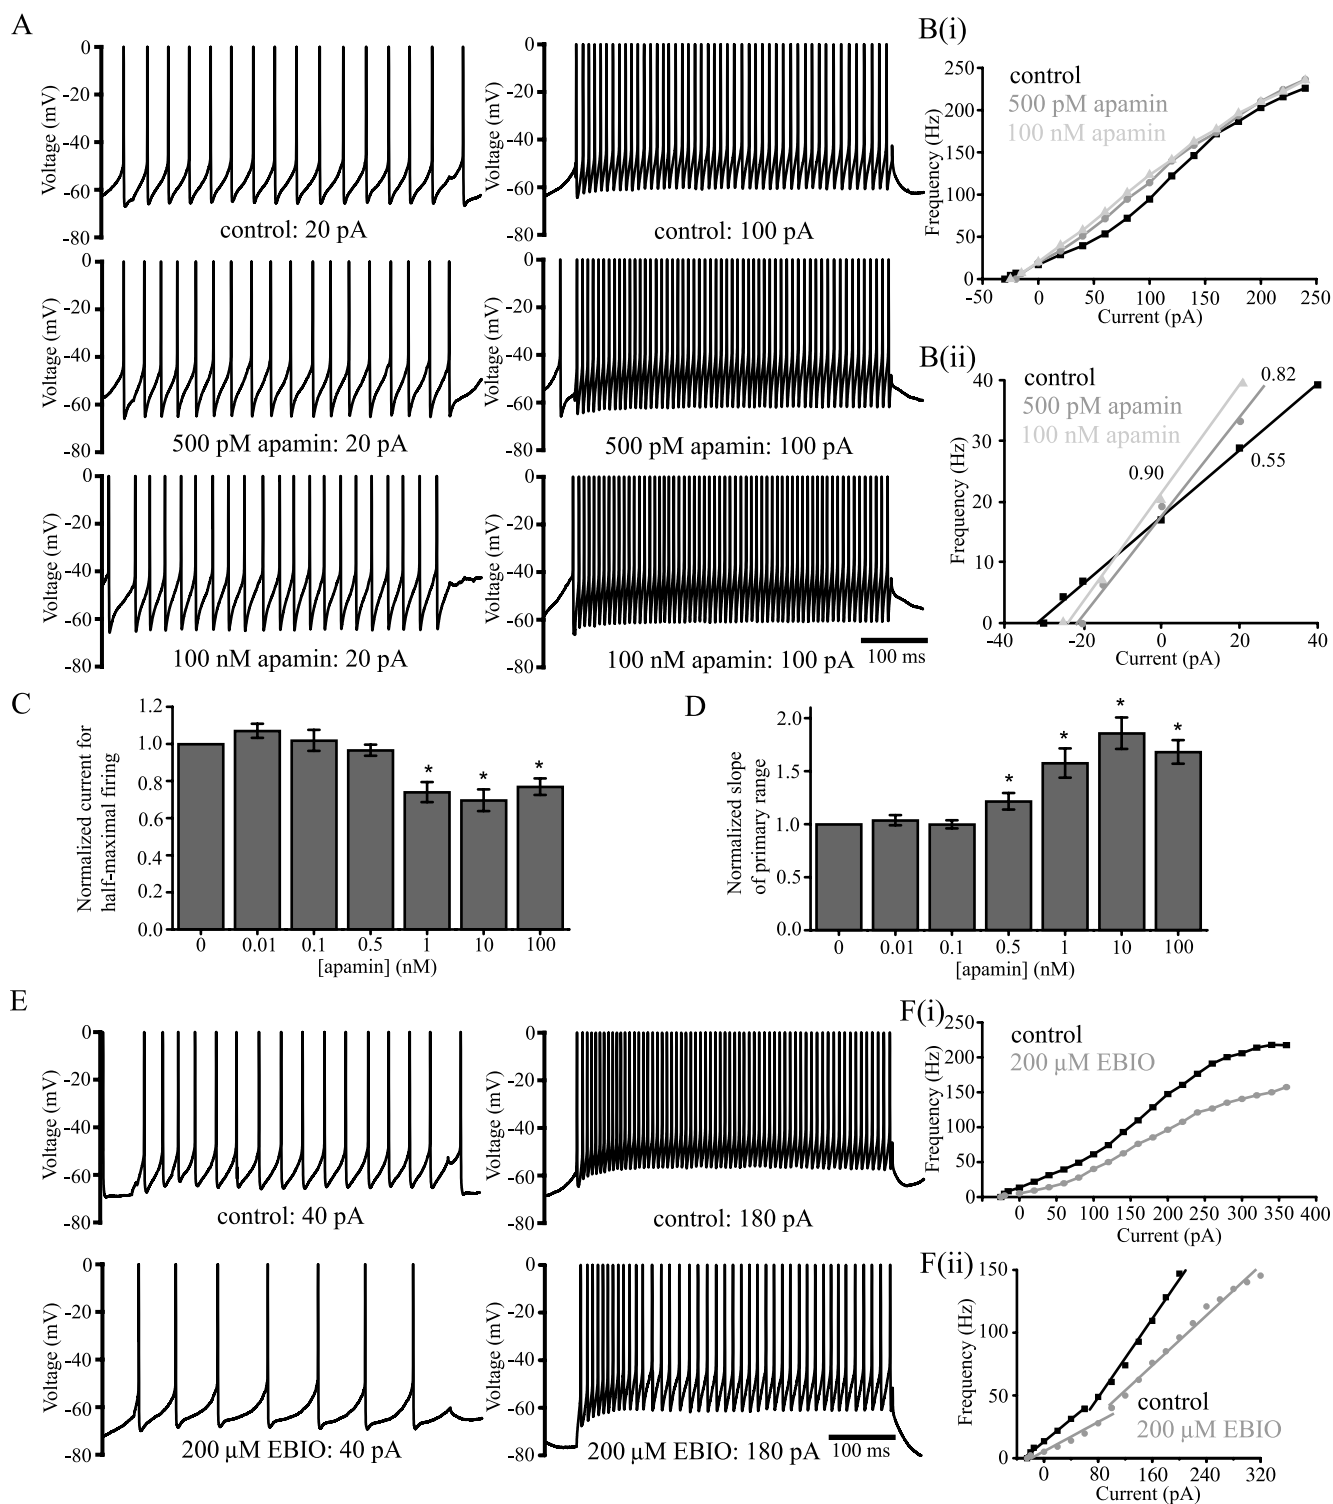 A
B(i)
Voltage (mV)
0
-20
-40
-60
-80
control: 20 pA
Voltage (mV)
0
-20
-40
-60
-80
control: 100 pA
Frequency (Hz)
250
200
150
100
50
0
control
500 pM apamin
100 nM apamin
-50 0 50 100 150 200 250
Current (pA)
Voltage (mV)
0
-20
-40
-60
-80
500 pM apamin: 20 pA
Voltage (mV)
0
-20
-40
-60
-80
500 pM apamin: 100 pA
B(ii)
Frequency (Hz)
40
30
20
10
0
control
500 pM apamin
100 nM apamin
0.82
0.90
0.55
-40 -20 0 20 40
Current (pA)
Voltage (mV)
0
-20
-40
-60
-80
100 nM apamin: 20 pA
Voltage (mV)
0
-20
-40
-60
-80
100 nM apamin: 100 pA
100 ms
C
Normalized current for
half-maximal firing
1.2
1.0
0.8
0.6
0.4
0.2
0.0
* * *
0 0.01 0.1 0.5 1 10 100
[apamin] (nM)
D
Normalized slope
of primary range
2.0
1.5
1.0
0.5
0.0
* * * *
0 0.01 0.1 0.5 1 10 100
[apamin] (nM)
E
Voltage (mV)
0
-20
-40
-60
-80
control: 40 pA
Voltage (mV)
0
-20
-40
-60
-80
control: 180 pA
F(i)
Frequency (Hz)
250
200
150
100
50
0
control
200 µM EBIO
0 50 100 150 200 250 300 350 400
Current (pA)
Voltage (mV)
0
-20
-40
-60
-80
200 µM EBIO: 40 pA
Voltage (mV)
0
-20
-40
-60
-80
200 µM EBIO: 180 pA
100 ms
F(ii)
Frequency (Hz)
150
100
50
0
control
200 µM EBIO
0 80 160 240 320
Current (pA)